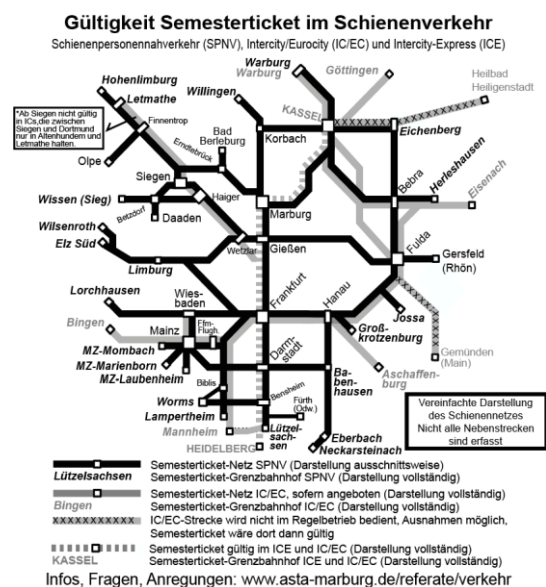 Gültigkeit Semesterticket im Schienenverkehr
Schienenpersonennahverkehr (SPNV), Intercity/Eurocity (IC/EC) und Intercity-Express (ICE)
Hohenlimburg
Letmathe
*Ab Siegen nicht gültig
in ICs,die zwischen
Siegen und Dortmund
nur in Altenhundem und
Letmathe halten.
Finnentrop
Olpe
Willingen
Warburg
Warburg
Göttingen
Heilbad
Heiligenstadt
KASSEL
Eichenberg
Korbach
Bad
Berleburg
Erndtebrück
Siegen
Wissen (Sieg)
Betzdorf
Haiger
Daaden
Marburg
Bebra
Herleshausen
Eisenach
Wilsenroth
Elz Süd
Wetzlar
Gießen
Limburg
Fulda
Gersfeld
(Rhön)
Lorchhausen
Wies-
baden
Frankfurt
Hanau
Jossa
Bingen
Mainz
Ffm-
Flugh.
Groß-
krotzenburg
Gemünden
(Main)
MZ-Mombach
MZ-Marienborn
MZ-Laubenheim
Darm-
stadt
Ba-
benhausen
Aschaffen-
burg
Biblis
Worms
Bensheim
Fürth
(Odw.)
Lampertheim
Mannheim
Lützel-
sachsen
HEIDELBERG
Eberbach
Neckarsteinach
Vereinfachte Darstellung
des Schienennetzes
Nicht alle Nebenstrecken
sind erfasst
Semesterticket-Netz SPNV (Darstellung ausschnittsweise)
Lützelsachsen Semesterticket-Grenzbahnhof SPNV (Darstellung vollständig)
Semesterticket-Netz IC/EC, sofern angeboten (Darstellung vollständig)
Bingen Semesterticket-Grenzbahnhof IC/EC (Darstellung vollständig)
IC/EC-Strecke wird nicht im Regelbetrieb bedient, Ausnahmen möglich,
Semesterticket wäre dort dann gültig
Semesterticket gültig im ICE und IC/EC (Darstellung vollständig)
KASSEL Semesterticket-Grenzbahnhof ICE und IC/EC (Darstellung vollständig)
Infos, Fragen, Anregungen: www.asta-marburg.de/referate/verkehr